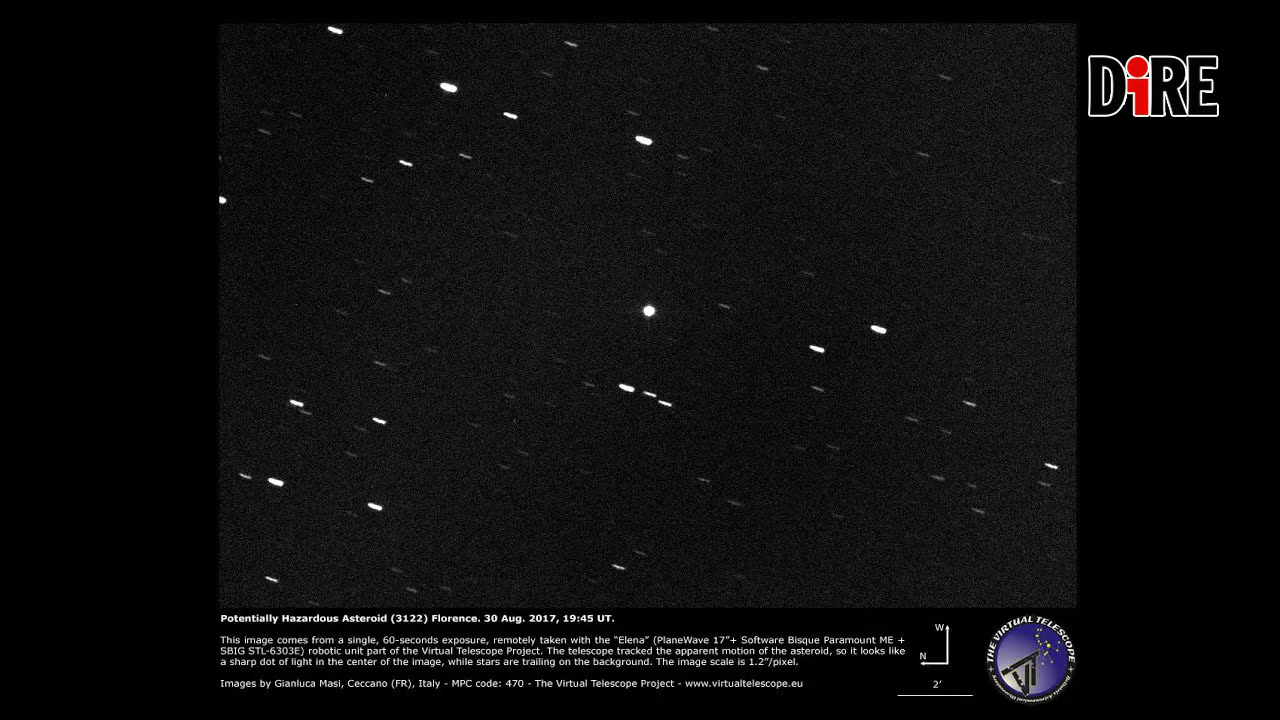 DiRE
Potentially Hazardous Asteroid (3122) Florence. 30 Aug. 2017, 19:45 UT.
This image comes from a single, 60-seconds exposure, remotely taken with the “Elena” (PlaneWave 17”+ Software Bisque Paramount ME +
SBIG STL-6303E) robotic unit part of the Virtual Telescope Project. The telescope tracked the apparent motion of the asteroid, so it looks like
a sharp dot of light in the center of the image, while stars are trailing on the background. The image scale is 1.2”/pixel.
Images by Gianluca Masi, Ceccano (FR), Italy - MPC code: 470 - The Virtual Telescope Project - www.virtualtelescope.eu
W
N
2’
THE VIRTUAL TELESCOPE